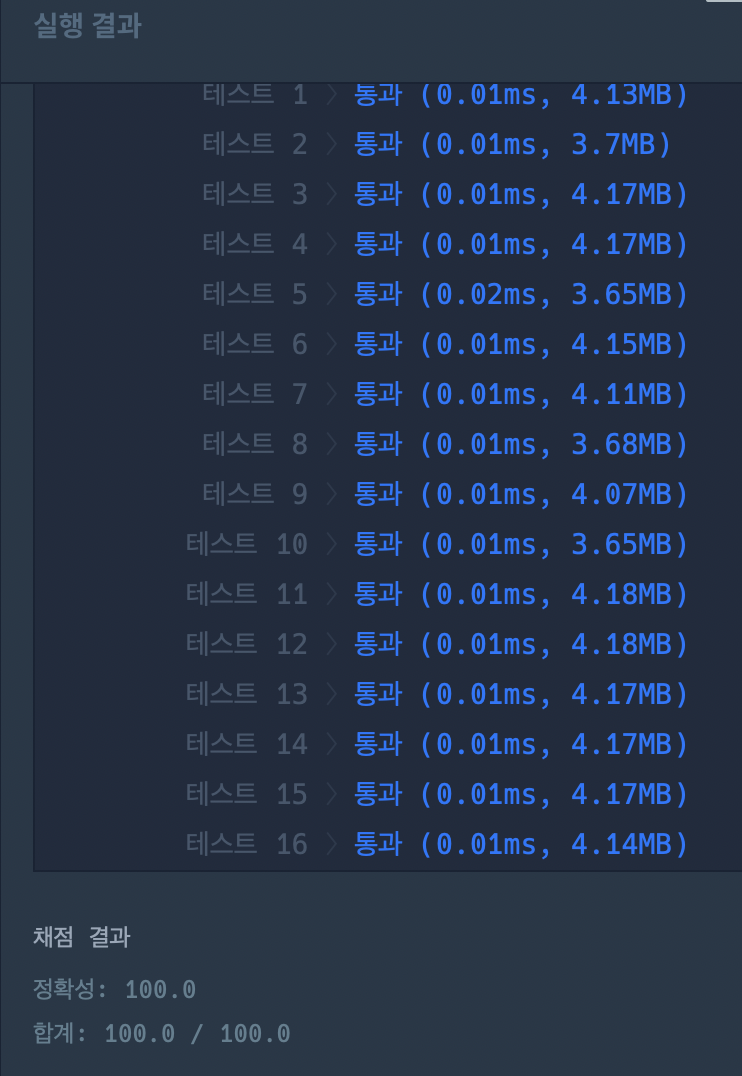 실행 결과
테스트 1 〉 통과 (0.01ms, 4.13MB)
테스트 2 〉 통과 (0.01ms, 3.7MB)
테스트 3 〉 통과 (0.01ms, 4.17MB)
테스트 4 〉 통과 (0.01ms, 4.17MB)
테스트 5 〉 통과 (0.02ms, 3.65MB)
테스트 6 〉 통과 (0.01ms, 4.15MB)
테스트 7 〉 통과 (0.01ms, 4.11MB)
테스트 8 〉 통과 (0.01ms, 3.68MB)
테스트 9 〉 통과 (0.01ms, 4.07MB)
테스트 10 〉 통과 (0.01ms, 3.65MB)
테스트 11 〉 통과 (0.01ms, 4.18MB)
테스트 12 〉 통과 (0.01ms, 4.18MB)
테스트 13 〉 통과 (0.01ms, 4.17MB)
테스트 14 〉 통과 (0.01ms, 4.17MB)
테스트 15 〉 통과 (0.01ms, 4.17MB)
테스트 16 〉 통과 (0.01ms, 4.14MB)
채점 결과
정확성: 100.0
합계: 100.0 / 100.0